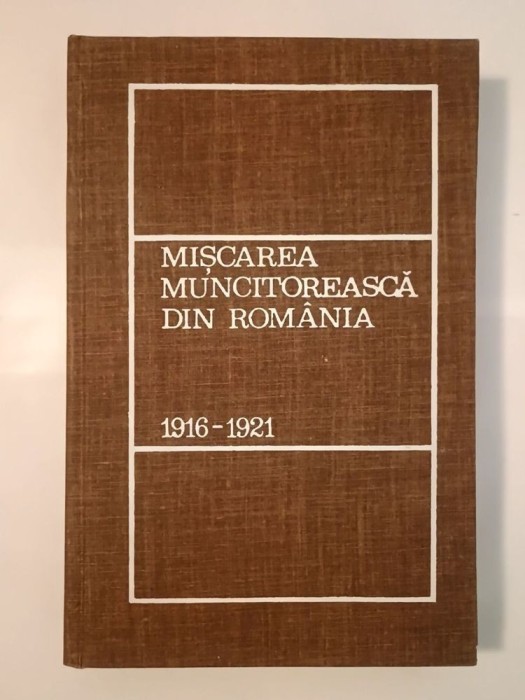 MIȘCAREA
MUNCITOREASCĂ
DIN ROMÂNIA
1916-1921